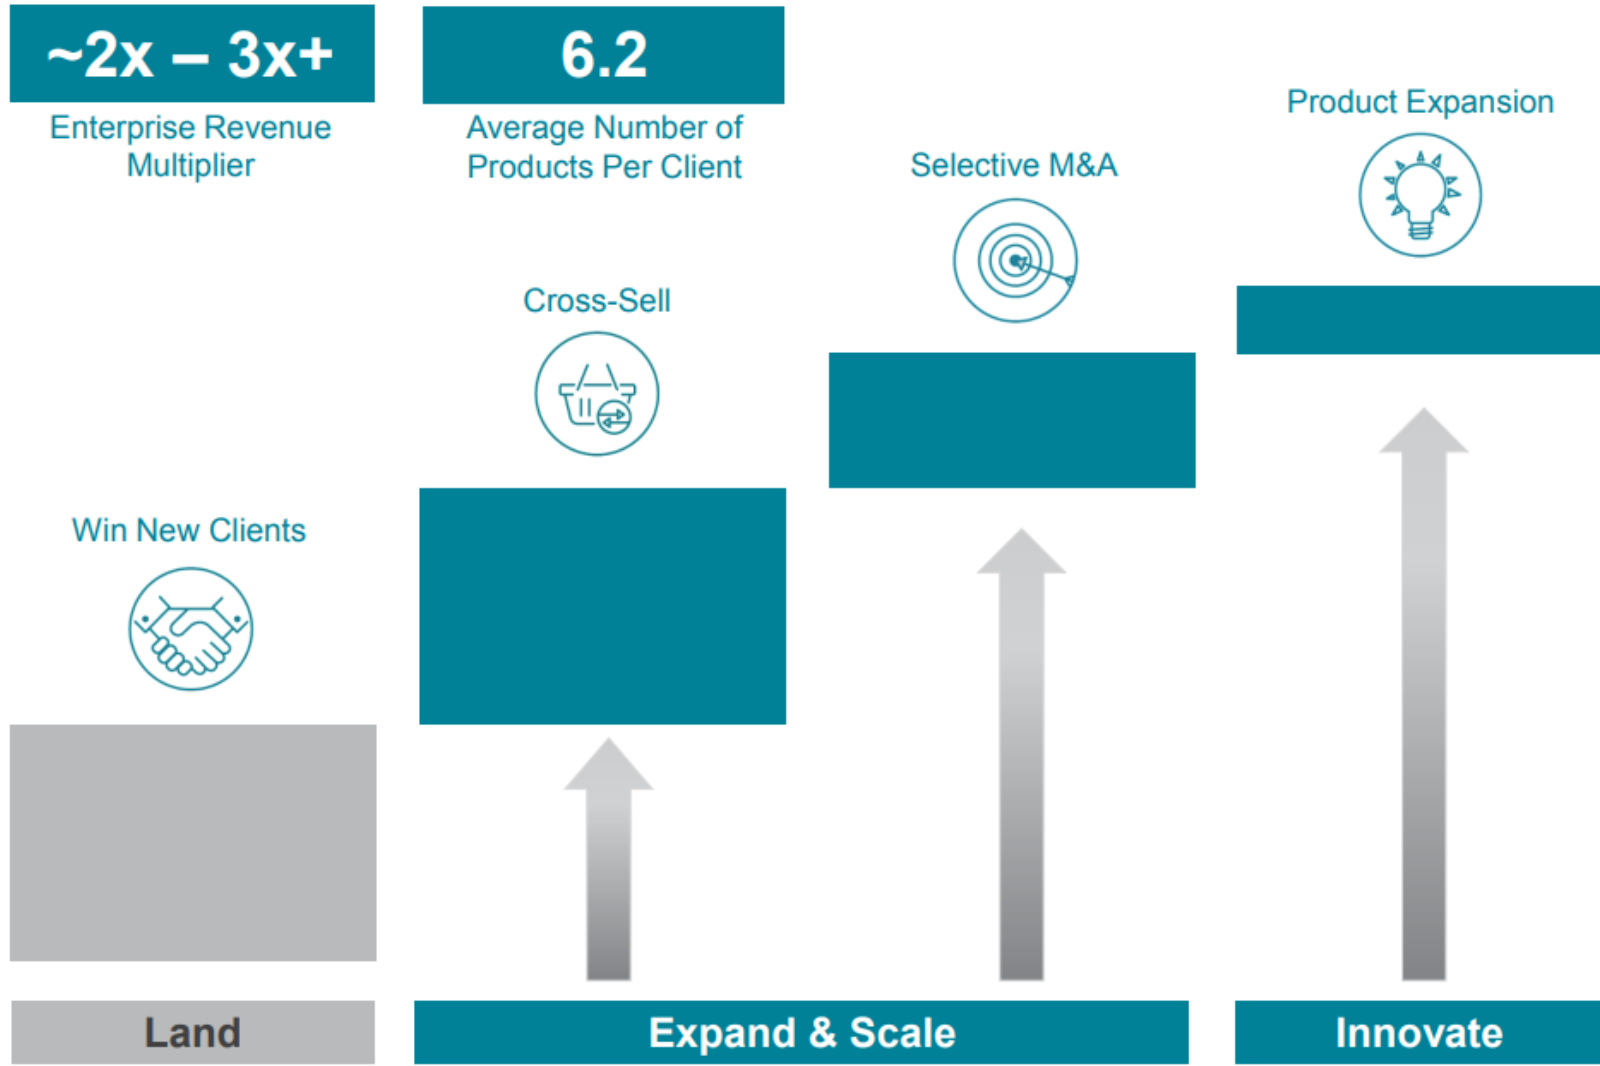 ~2x – 3x+
Enterprise Revenue
Multiplier
6.2
Average Number of
Products Per Client
Product Expansion
Selective M&A
Cross-Sell
Win New Clients
Land
Expand & Scale
Innovate